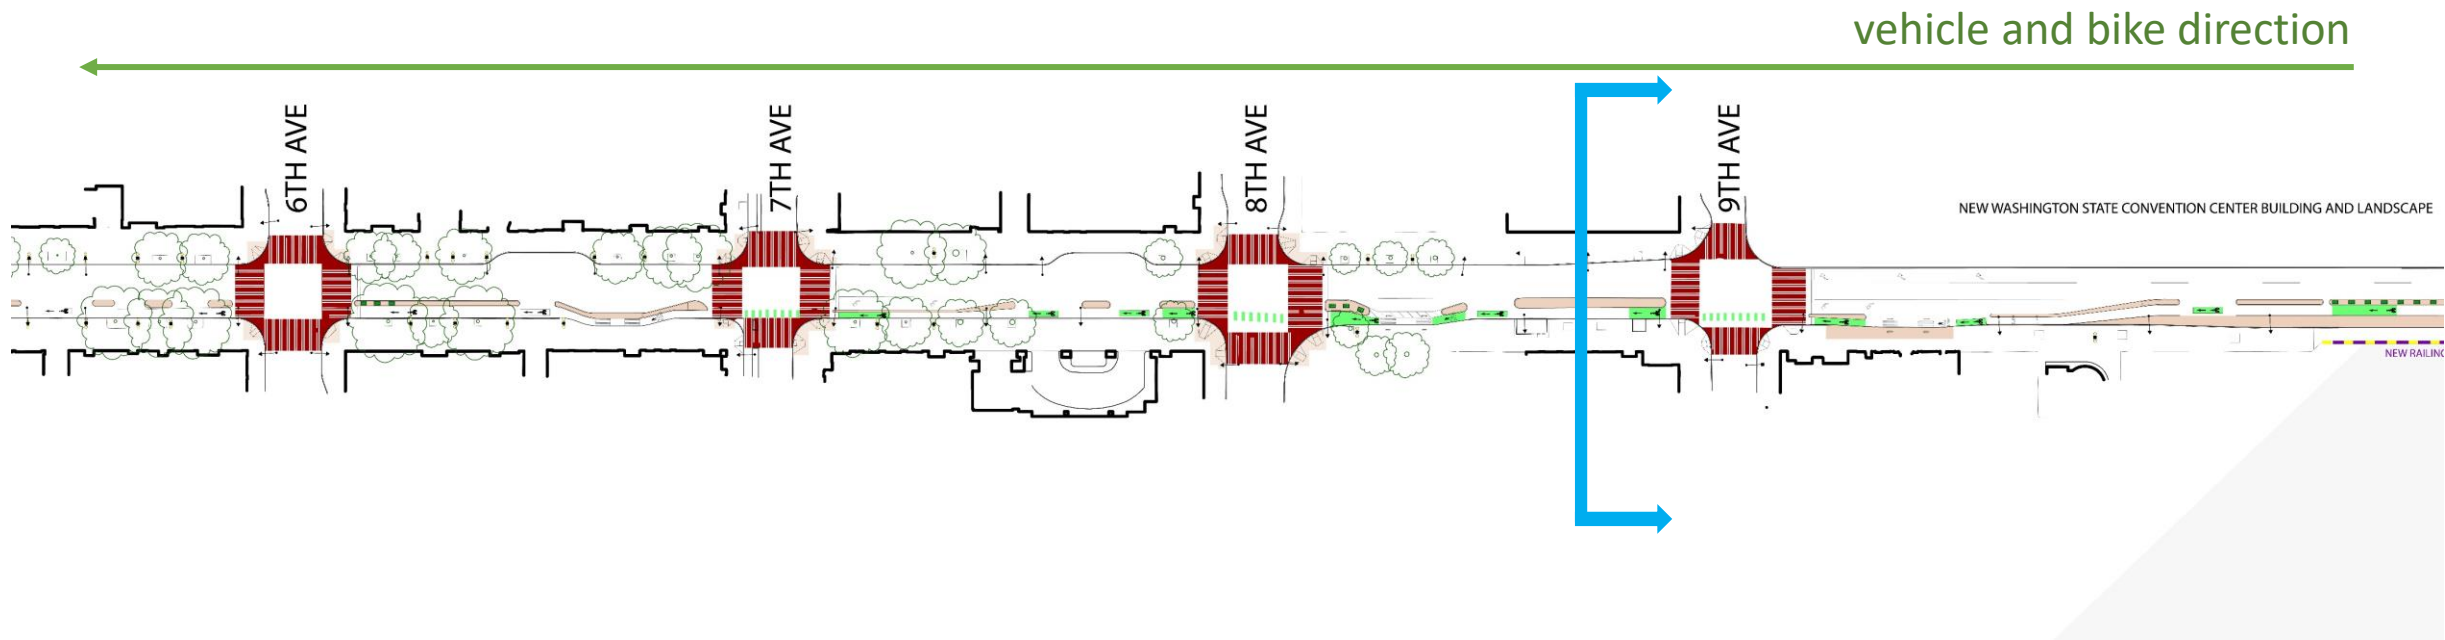 vehicle and bike direction
6TH AVE
7TH AVE
8TH AVE
9TH AVE
NEW WASHINGTON STATE CONVENTION CENTER BUILDING AND LANDSCAPE
NEW RAILING